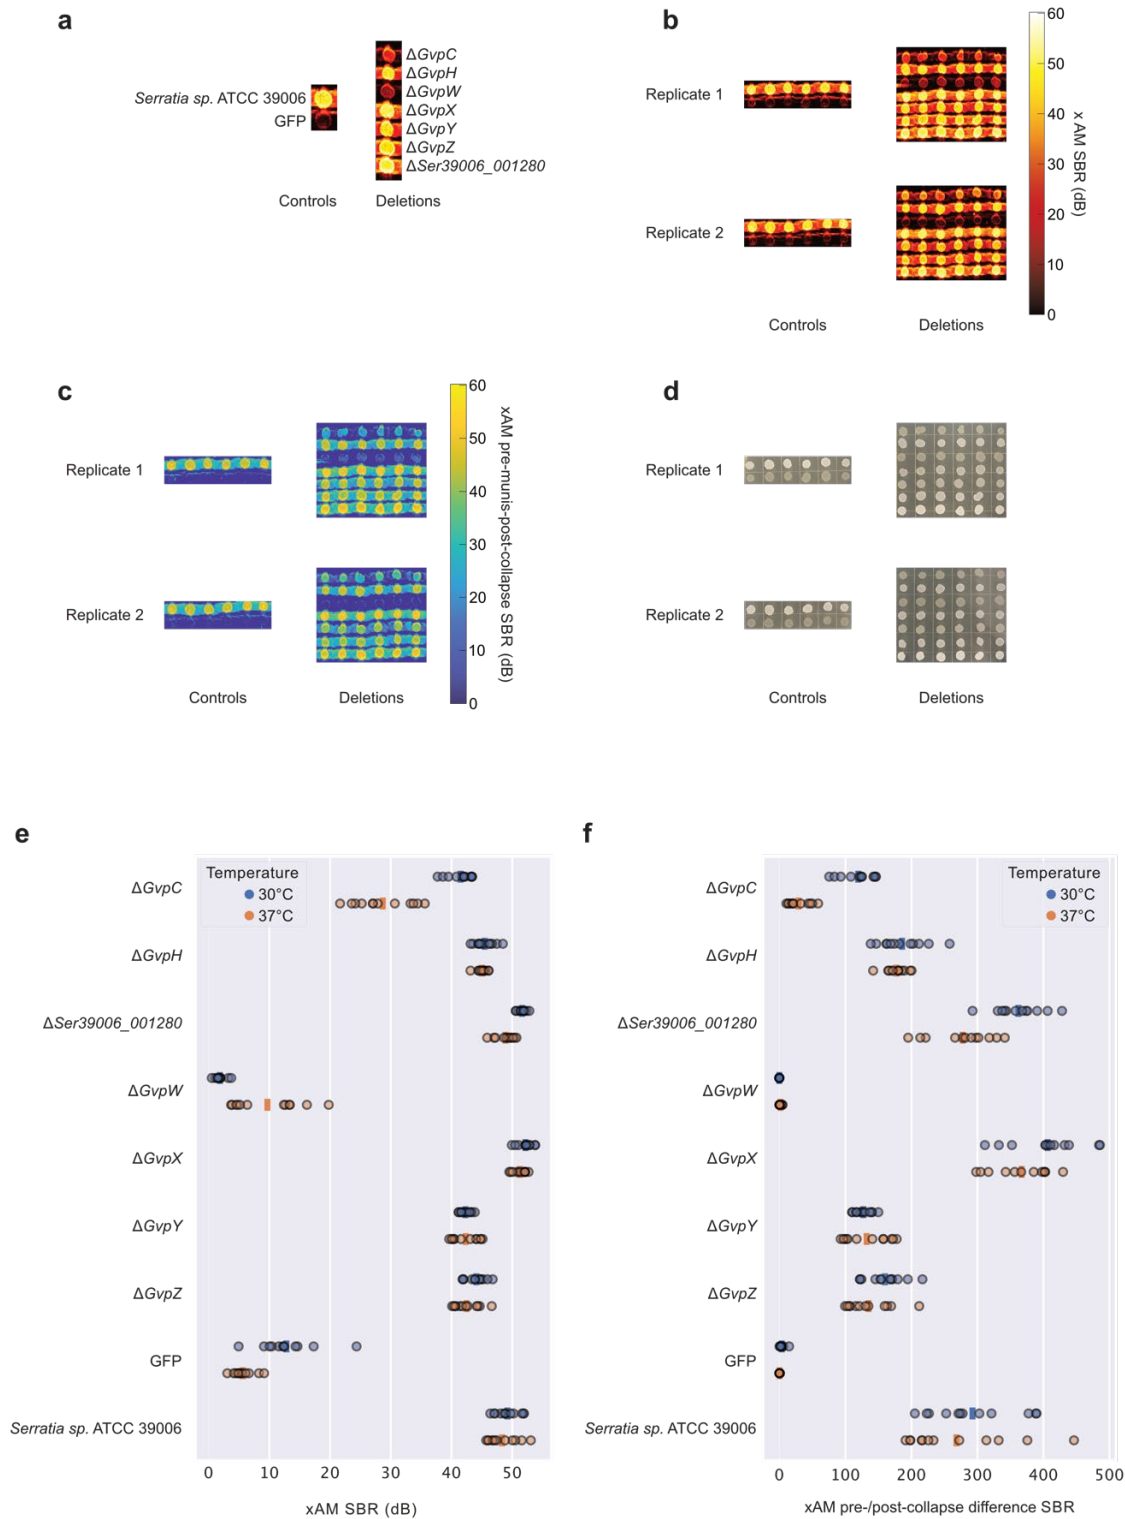 a
Serratia sp. ATCC 39006
GFP
ΔGvpC
ΔGvpH
ΔGvpW
ΔGvpX
ΔGvpY
ΔGvpZ
ΔSer39006_001280
Controls
Deletions
b
Replicate 1
Replicate 2
Controls
Deletions
60
50
40
30
20
10
0
x AM SBR (dB)
c
Replicate 1
Replicate 2
Controls
Deletions
60
50
40
30
20
10
0
xAM pre-munis-post-collapse SBR (dB)
d
Replicate 1
Replicate 2
Controls
Deletions
e
Temperature
30°C
37°C
ΔGvpC
ΔGvpH
ΔSer39006_001280
ΔGvpW
ΔGvpX
ΔGvpY
ΔGvpZ
GFP
Serratia sp. ATCC 39006
0 10 20 30 40 50
xAM SBR (dB)
f
Temperature
30°C
37°C
ΔGvpC
ΔGvpH
ΔSer39006_001280
ΔGvpW
ΔGvpX
ΔGvpY
ΔGvpZ
GFP
Serratia sp. ATCC 39006
0 100 200 300 400 500
xAM pre-/post-collapse difference SBR